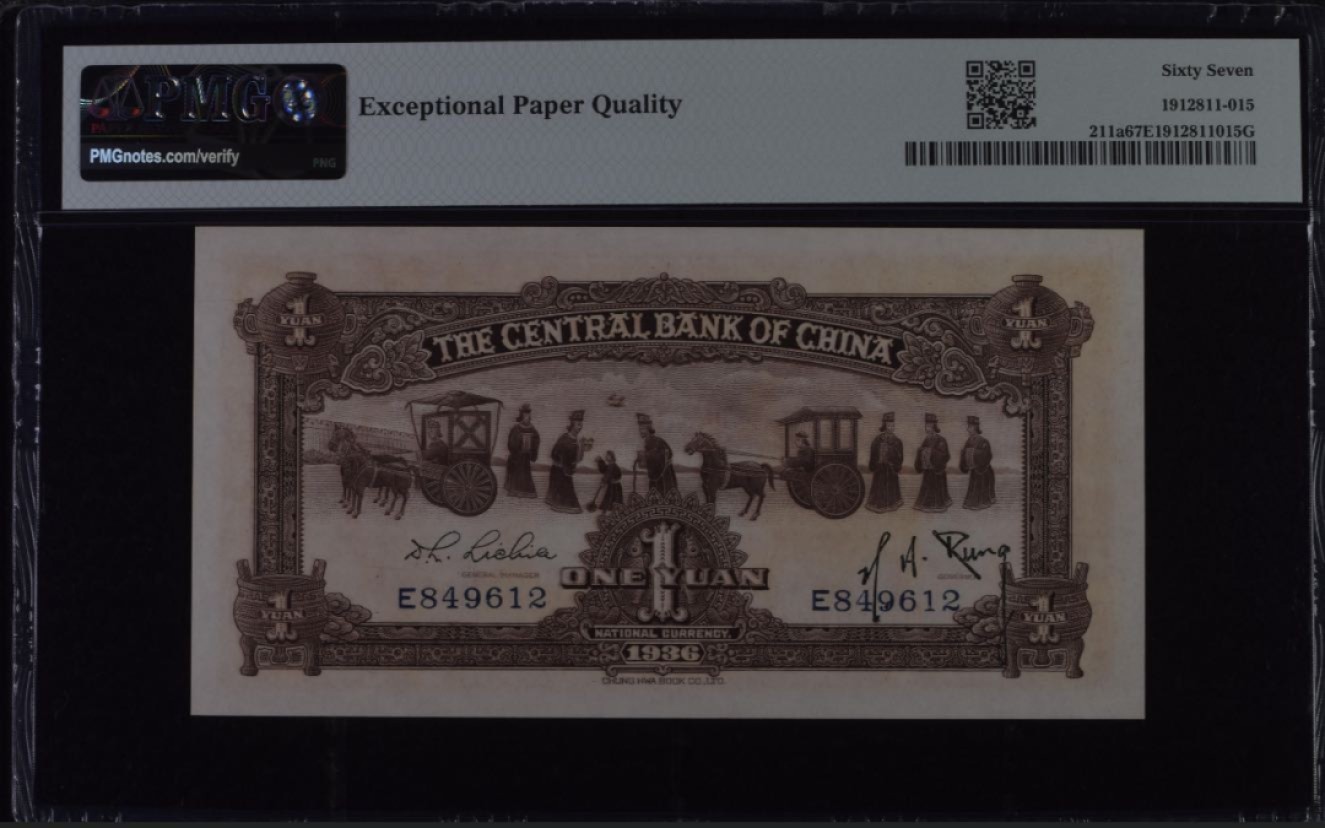 PMG
PMGnotes.com/verify
PNG
Exceptional Paper Quality
Sixty Seven
1912811-015
211a67E1912811015G
1
YUAN
THE CENTRAL BANK OF CHINA
1
YUAN
GENERAL MANAGER
E849612
1
ONE YUAN
E849612
1
YUAN
NATIONAL CURRENCY
1936
1
YUAN
CHUNG HWA BOOK CO., LTD.